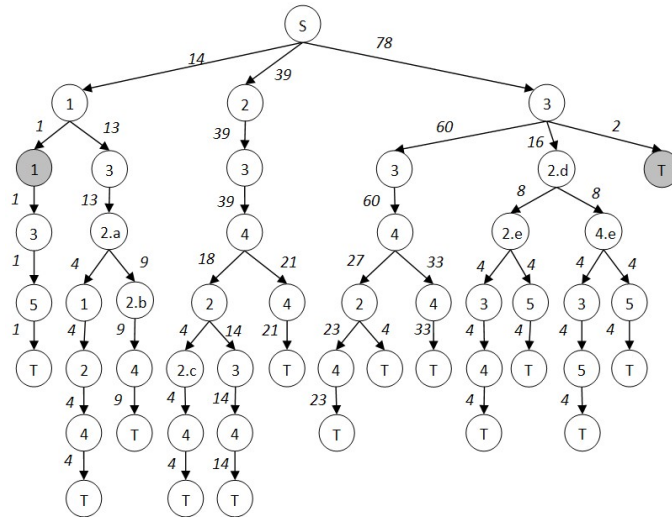 S
14 39 78
1 2 3
1 13 39 60 16 2
1 3 3 3 2.d T
1 13 39 60 8 8
3 2.a 4 4 2.e 4.e
1 4 9 18 21 27 33 4 4 4 4
5 1 2.b 2 4 2 4 3 5 3 5
1 4 9 4 14 21 23 4 33 4 4 4 4
T 2 4 2.c 3 T 4 T T 4 T 5 T
4 9 4 14 23 4 4
4 T 4 4 T T T
4 4 14
T T T